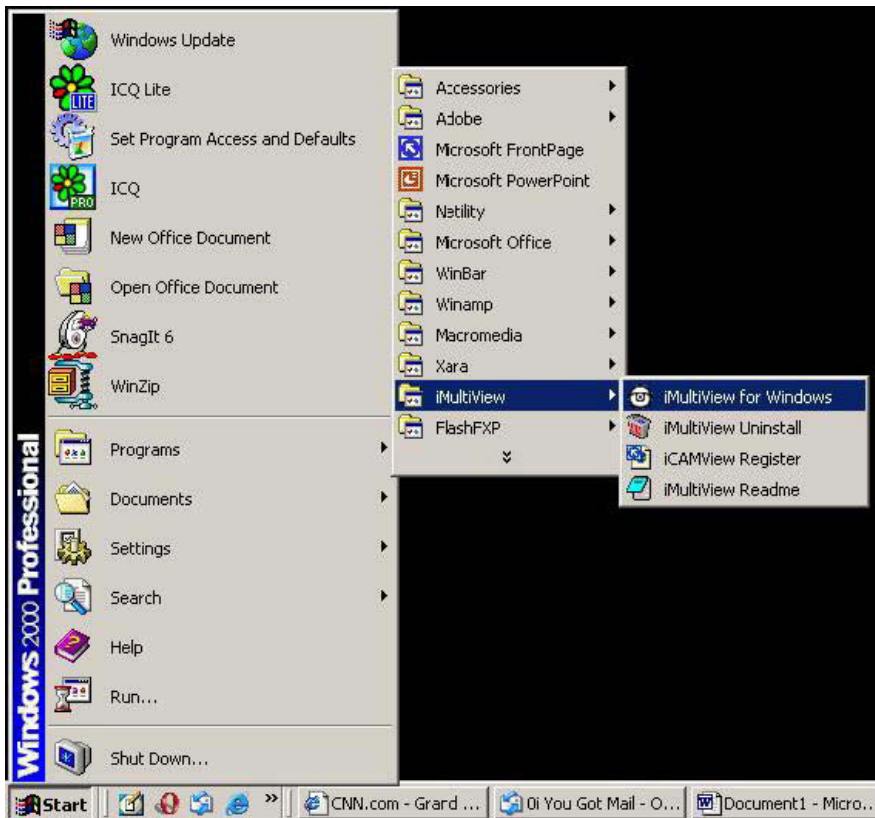 Windows Update
ICQ Lite
LITE
Set Program Access and Defaults
ICQ
PRO
New Office Document
Open Office Document
SnagIt 6
WinZip
Programs
Documents
Settings
Search
Help
Run...
Shut Down...
Windows 2000 Professional
Accessories
Adobe
Microsoft FrontPage
Microsoft PowerPoint
Netility
Microsoft Office
WinBar
Winamp
Macromedia
Xara
iMultiView
FlashFXP
iMultiView for Windows
iMultiView Uninstall
iCAMView Register
iMultiView Readme
Start
»
CNN.com - Grard ...
0i You Got Mail - O...
Document1 - Micro...